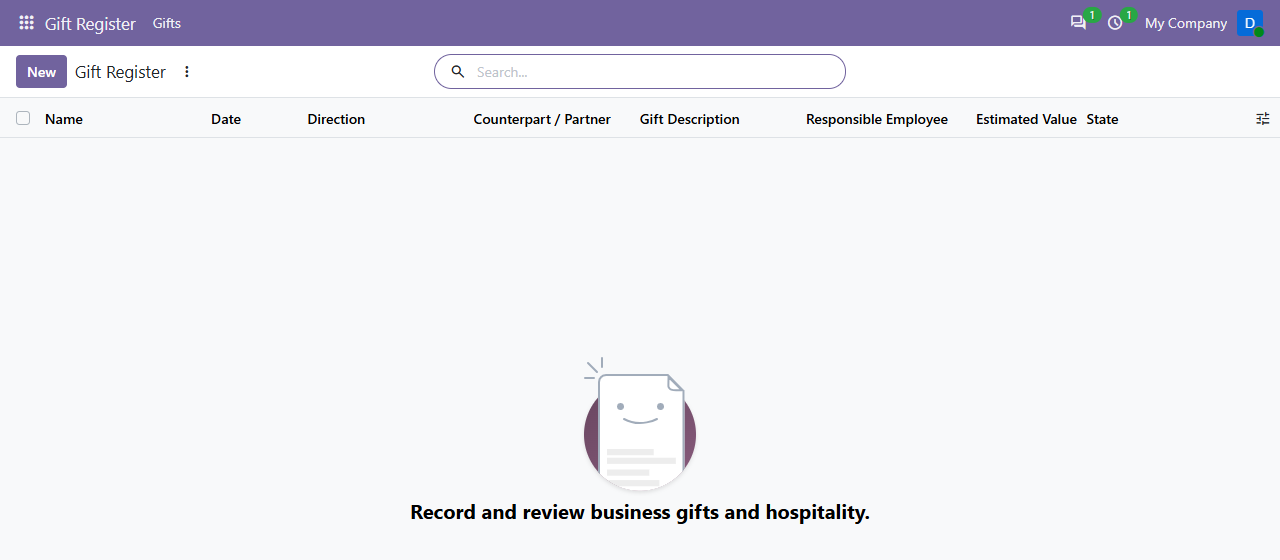 Gift Register Gifts 1 1 My Company D
New Gift Register Search...
Name Date Direction Counterpart / Partner Gift Description Responsible Employee Estimated Value State
Record and review business gifts and hospitality.